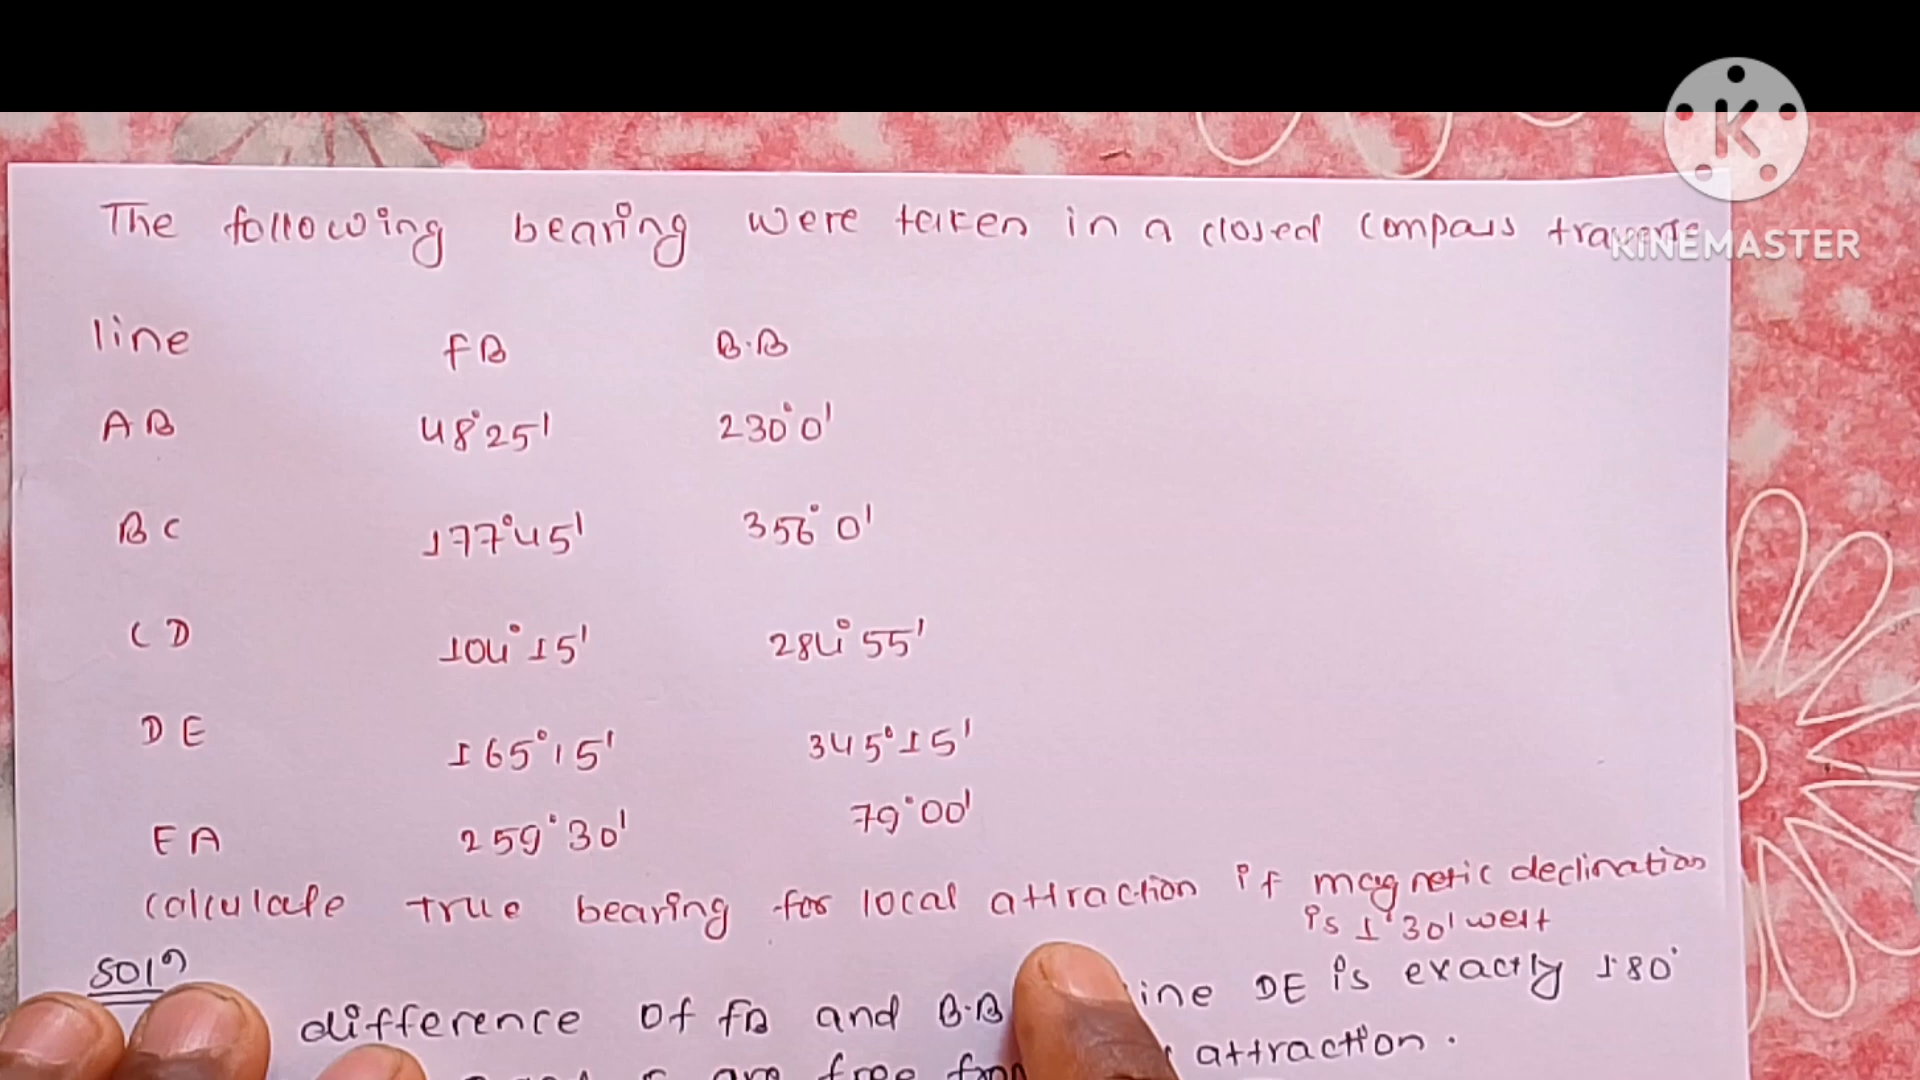 The following bearing were taken in a closed compass traverse
KINEMASTER
line FB B.B
AB 48°25' 230°0'
BC 177°45' 356°0'
CD 104°15' 284°55'
DE 165°15' 345°15'
EA 259°30' 79°00'
calculate true bearing for local attraction if magnetic declination
is 1°30' west
Soln
difference of FB and B.B line DE is exactly 180°
are free from attraction.